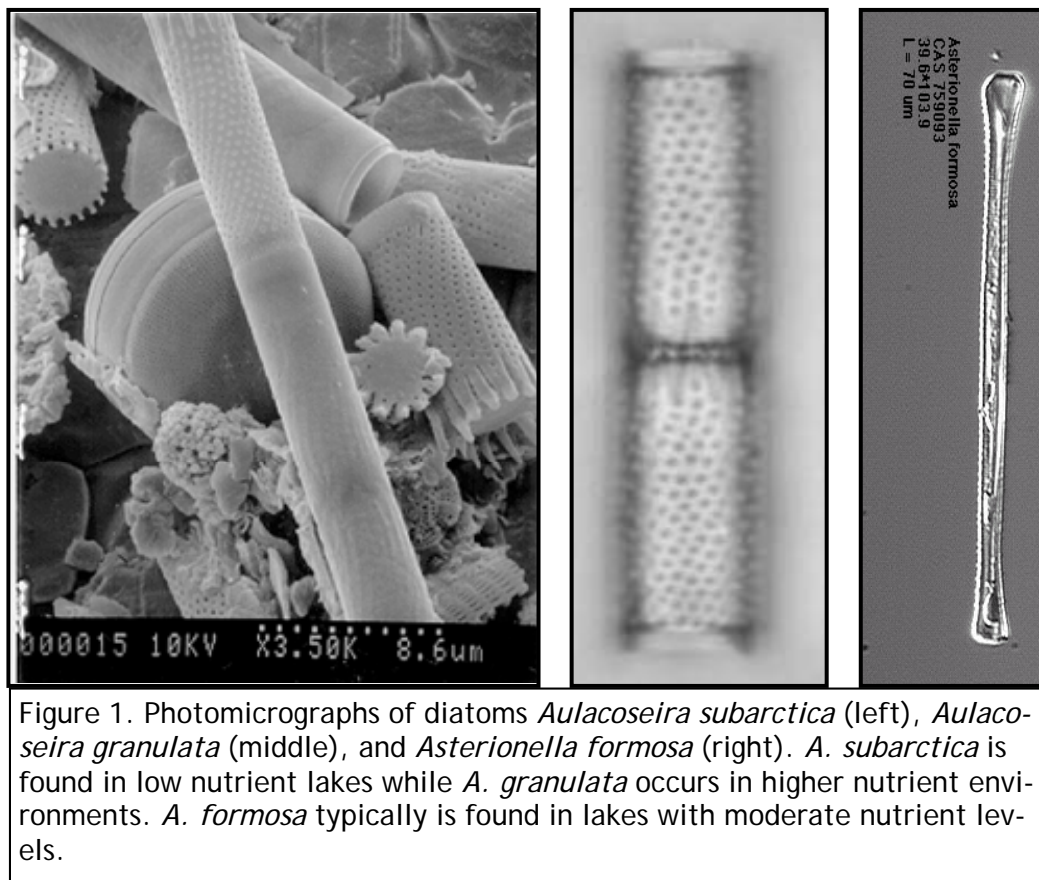 000015 10KV X3.50K 8.6um
Asterionella formosa
CAS 759093
39.6*103.9
L = 70 um
Figure 1. Photomicrographs of diatoms Aulacoseira subarctica (left), Aulaco-
seira granulata (middle), and Asterionella formosa (right). A. subarctica is
found in low nutrient lakes while A. granulata occurs in higher nutrient envi-
ronments. A. formosa typically is found in lakes with moderate nutrient lev-
els.